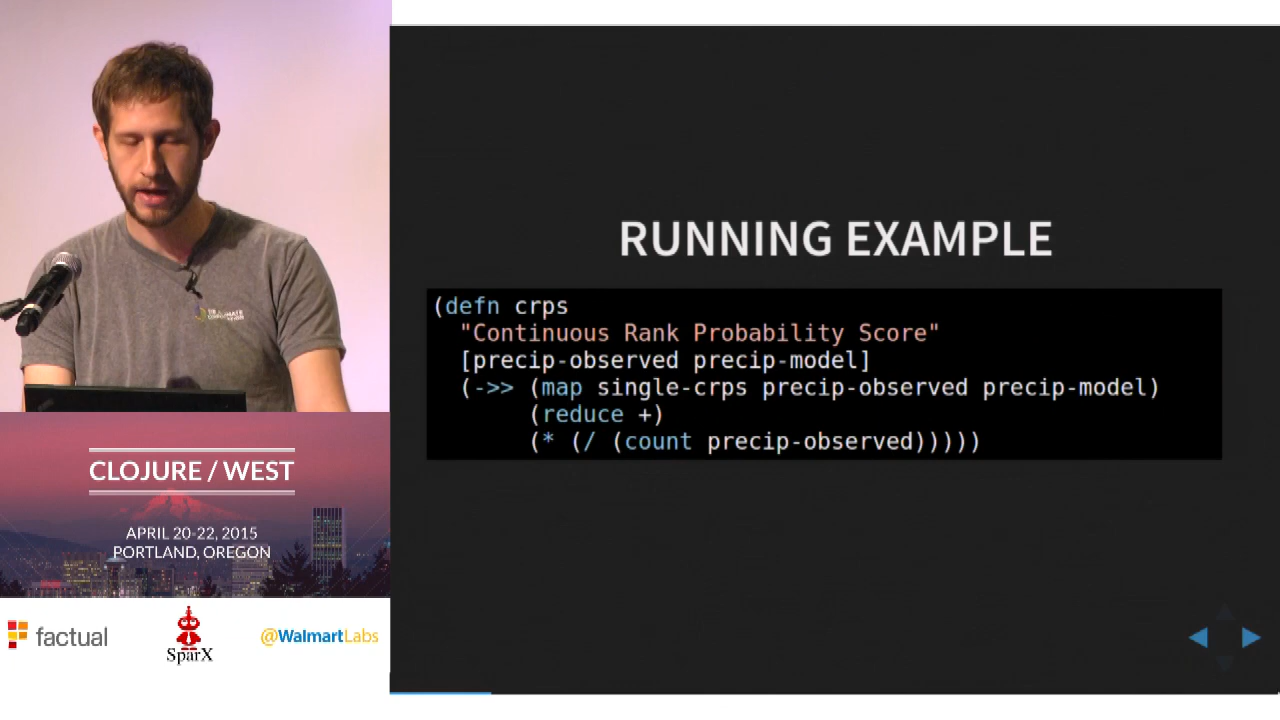 RUNNING EXAMPLE
(defn crps
"Continuous Rank Probability Score"
[precip-observed precip-model]
(->> (map single-crps precip-observed precip-model)
(reduce +)
(* (/ (count precip-observed)))))
CLOJURE / WEST
APRIL 20-22, 2015
PORTLAND, OREGON
factual
SparX
@WalmartLabs